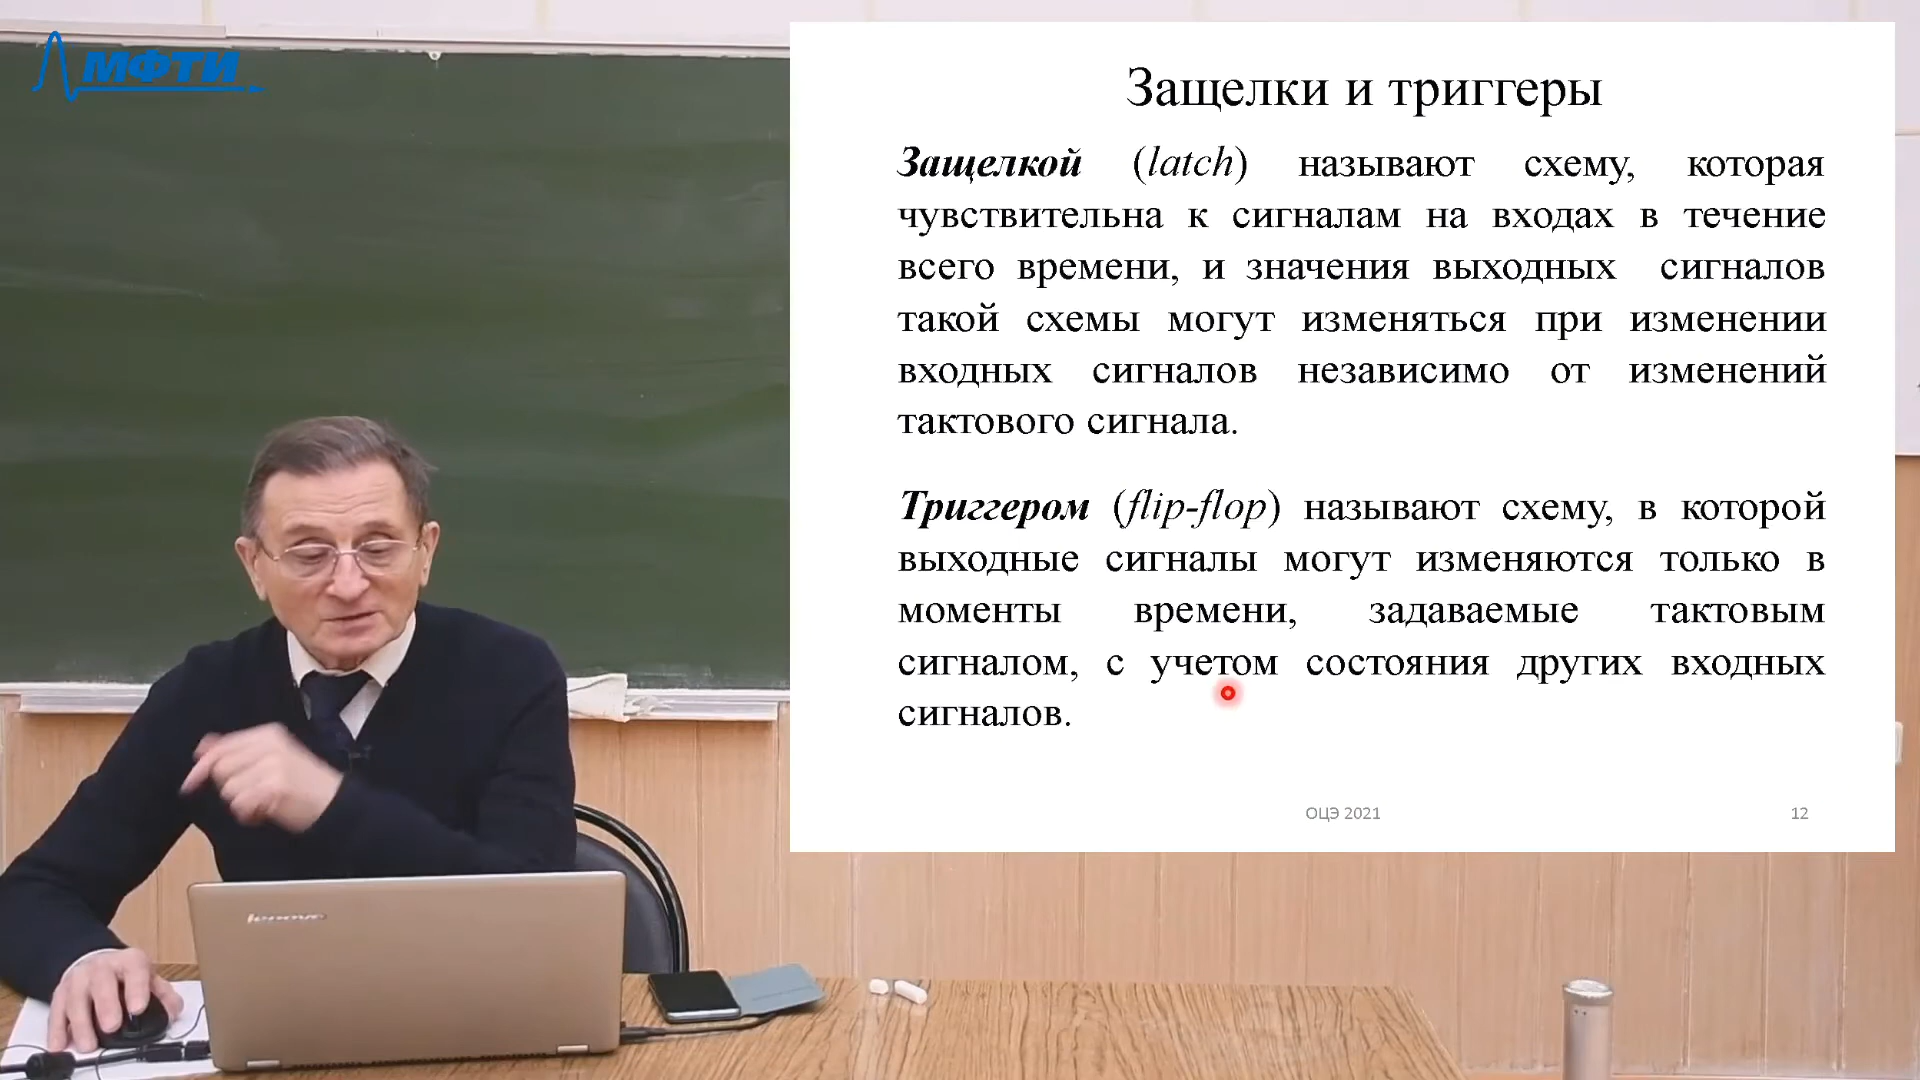 МФТИ
Защелки и триггеры
Защелкой (latch) называют схему, которая
чувствительна к сигналам на входах в течение
всего времени, и значения выходных сигналов
такой схемы могут изменяться при изменении
входных сигналов независимо от изменений
тактового сигнала.
Триггером (flip-flop) называют схему, в которой
выходные сигналы могут изменяются только в
моменты времени, задаваемые тактовым
сигналом, с учетом состояния других входных
сигналов.
ОЦЭ 2021
12
lenovo